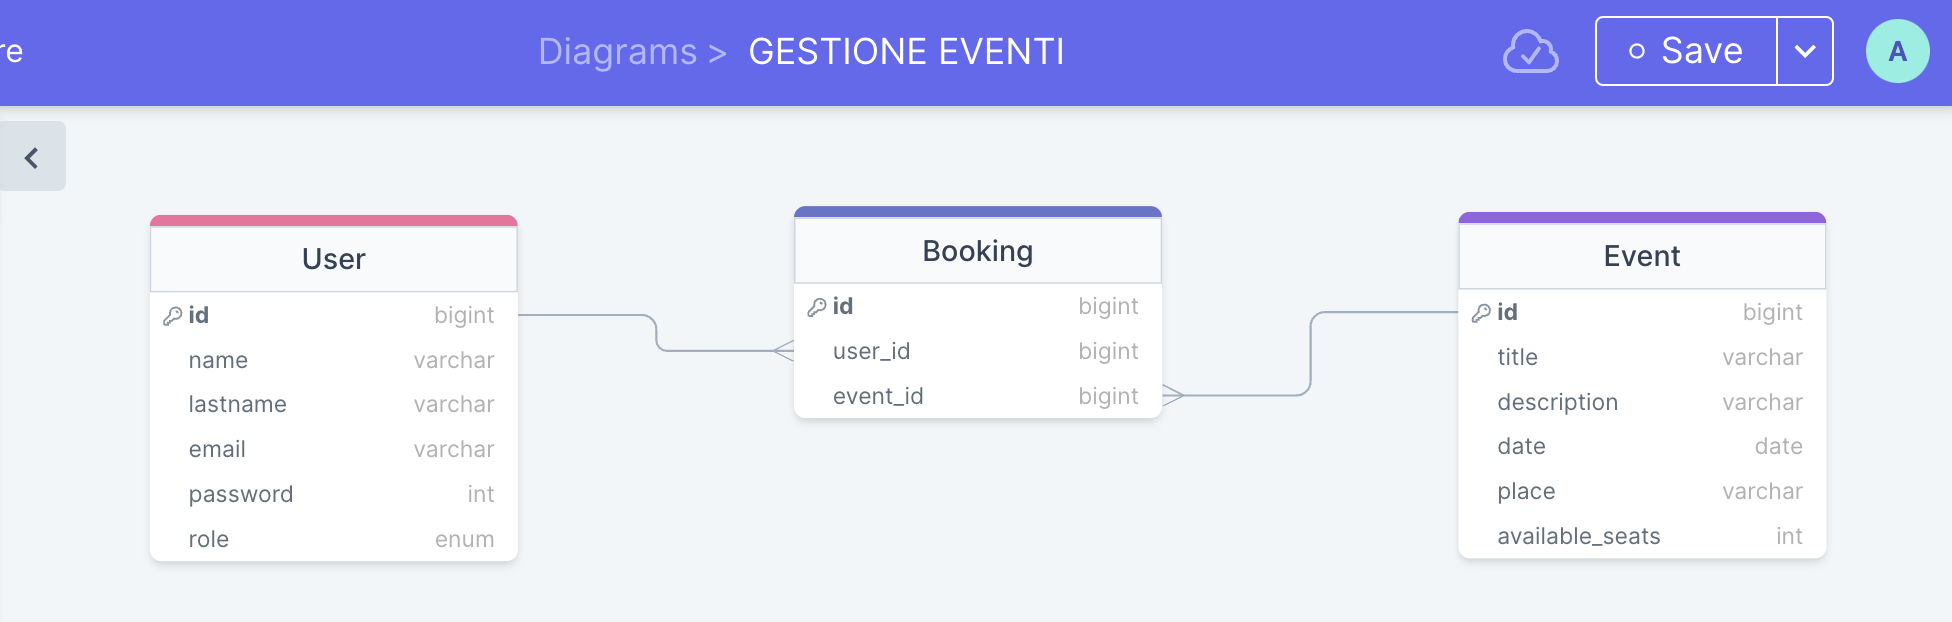 re
Diagrams > GESTIONE EVENTI
Save
A
User
id bigint
name varchar
lastname varchar
email varchar
password int
role enum
Booking
id bigint
user_id bigint
event_id bigint
Event
id bigint
title varchar
description varchar
date date
place varchar
available_seats int